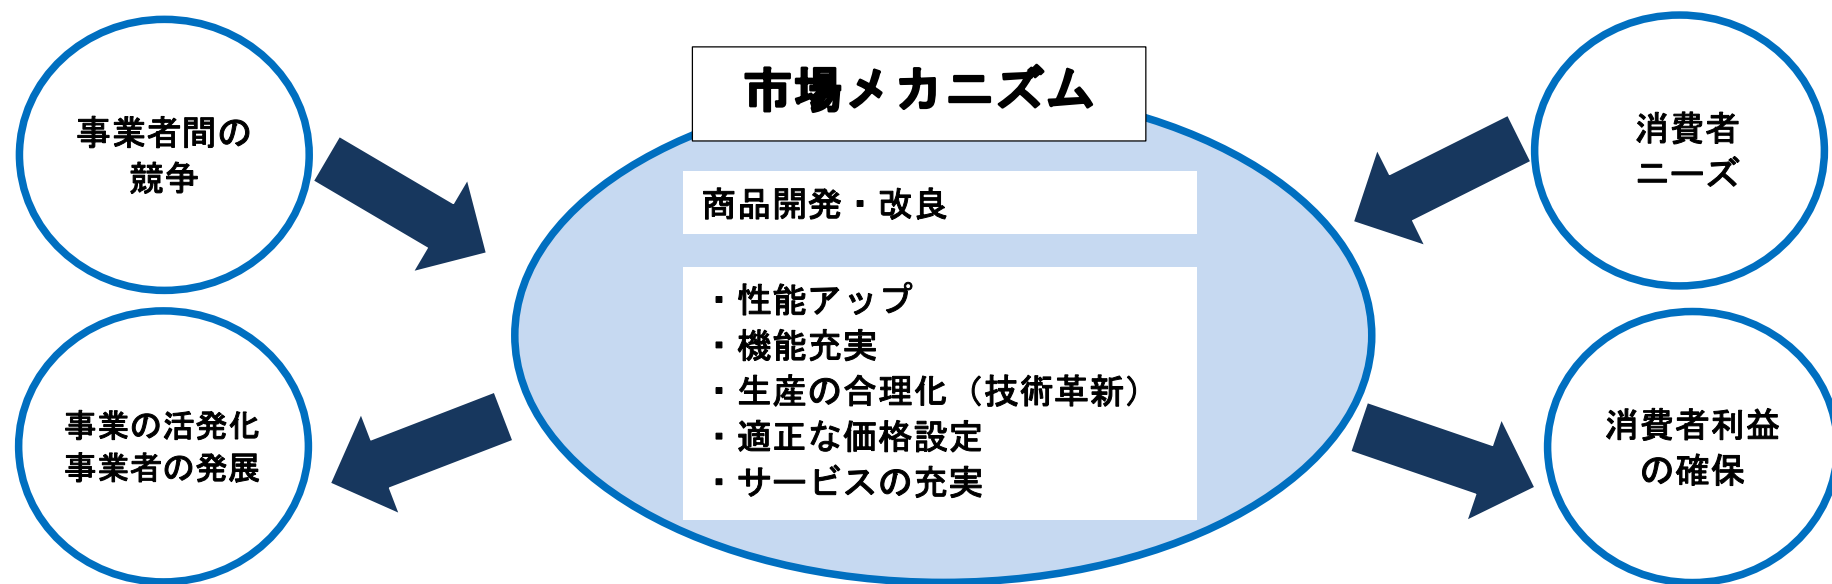 市場メカニズム
事業者間の
競争
消費者
ニーズ
商品開発・改良
・性能アップ
・機能充実
・生産の合理化（技術革新）
・適正な価格設定
・サービスの充実
事業の活発化
事業者の発展
消費者利益
の確保